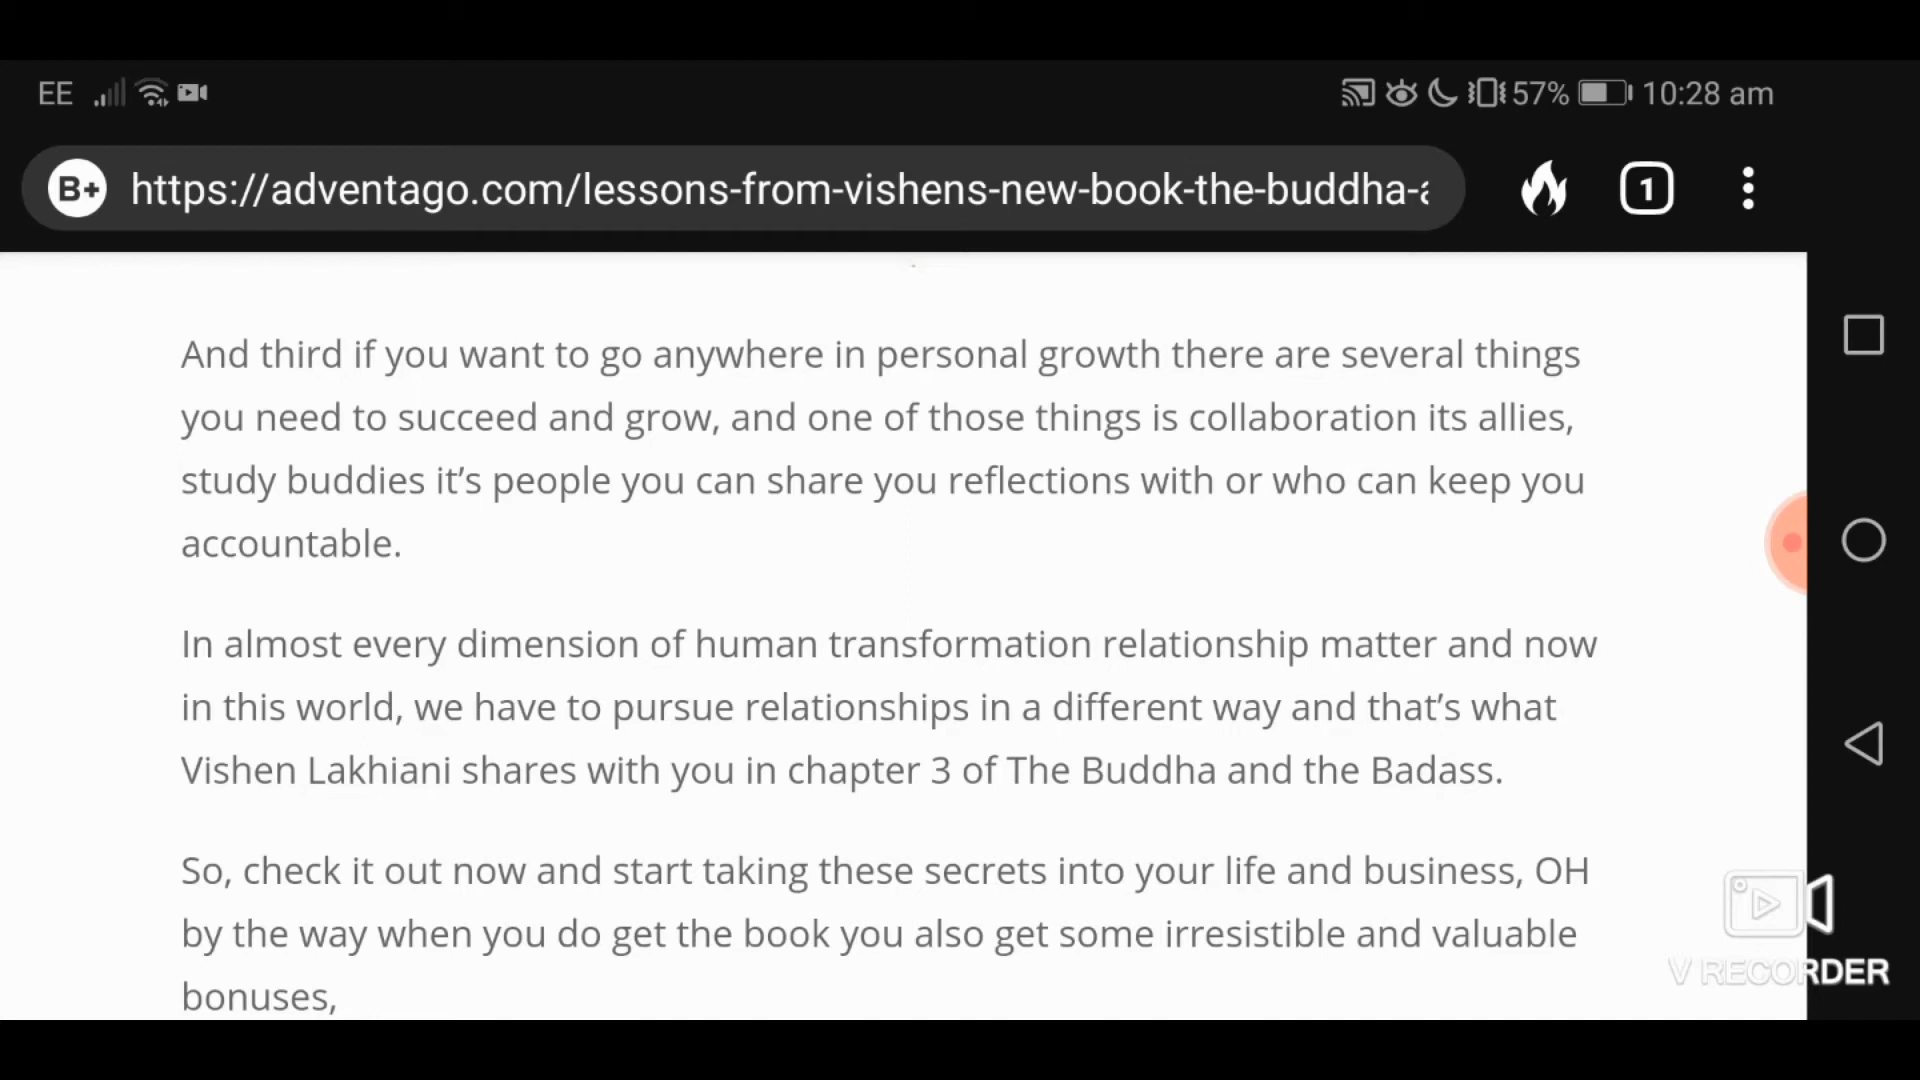 EE 57% 10:28 am
B+ https://adventago.com/lessons-from-vishens-new-book-the-buddha-a 1
And third if you want to go anywhere in personal growth there are several things
you need to succeed and grow, and one of those things is collaboration its allies,
study buddies it’s people you can share you reflections with or who can keep you
accountable.
In almost every dimension of human transformation relationship matter and now
in this world, we have to pursue relationships in a different way and that’s what
Vishen Lakhiani shares with you in chapter 3 of The Buddha and the Badass.
So, check it out now and start taking these secrets into your life and business, OH
by the way when you do get the book you also get some irresistible and valuable
bonuses,
V RECORDER